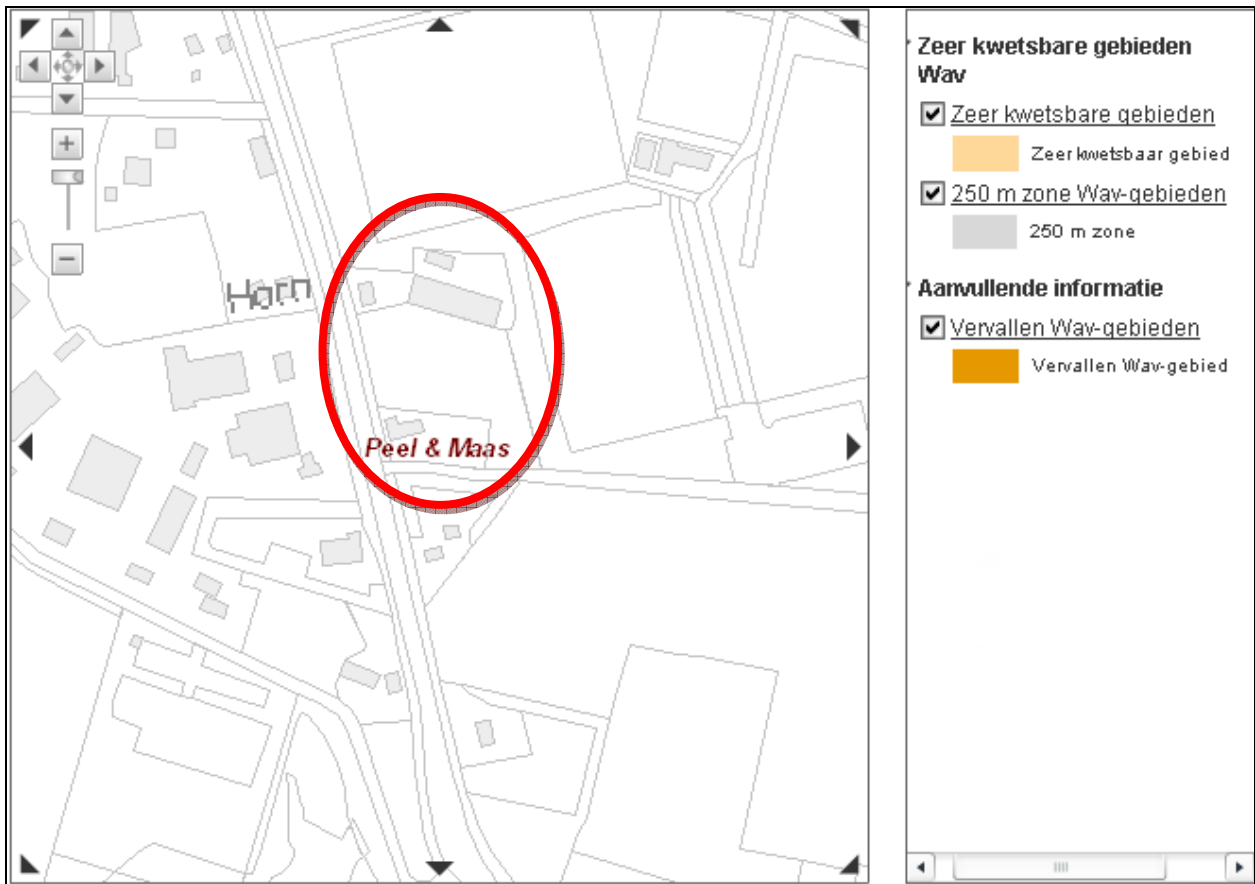 Horn
Peel & Maas
Zeer kwetsbare gebieden
Wav
Zeer kwetsbare gebieden
Zeer kwetsbaar gebied
250 m zone Wav-gebieden
250 m zone
Aanvullende informatie
Vervallen Wav-gebieden
Vervallen Wav-gebied